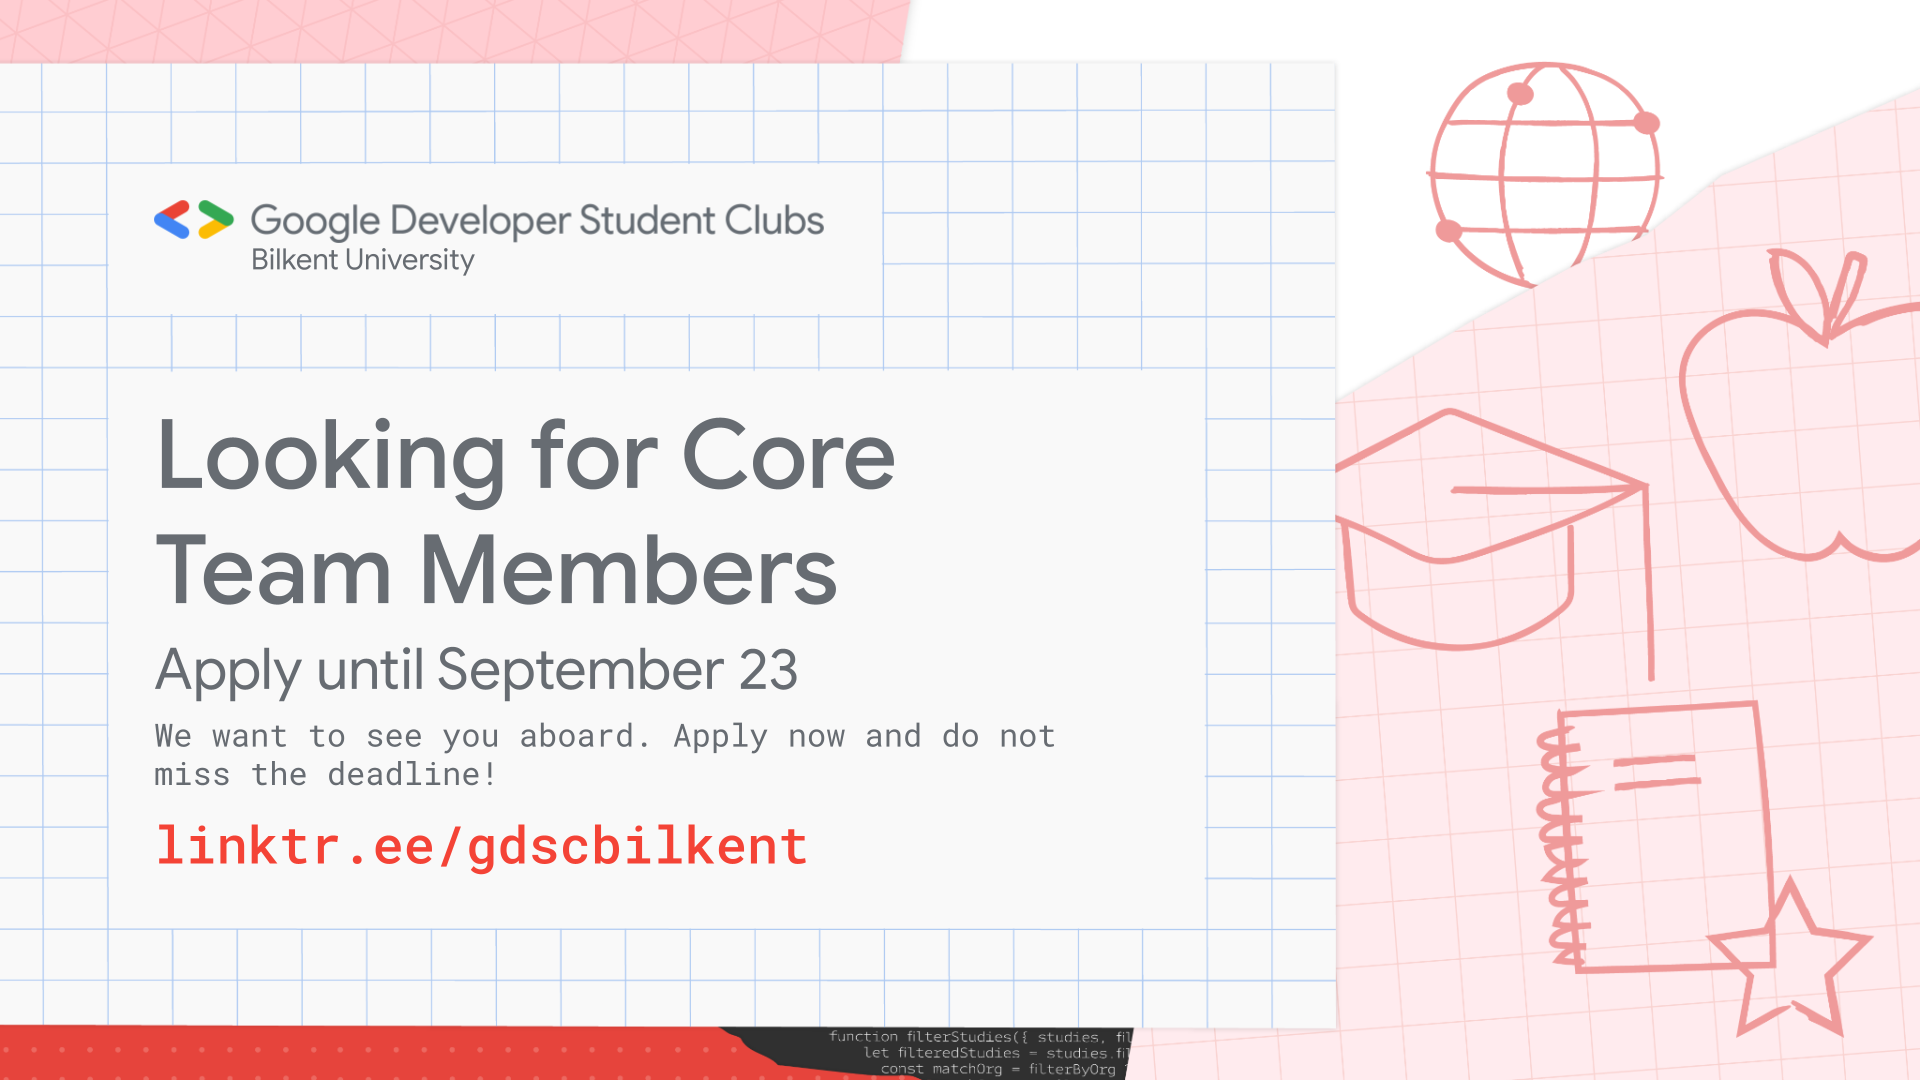 Google Developer Student Clubs
Bilkent University
Looking for Core
Team Members
Apply until September 23
We want to see you aboard. Apply now and do not
miss the deadline!
linktr.ee/gdscbilkent
function filterStudies({ studies, fil
let filteredStudies = studies.fil
const matchOrg = filterByOrg